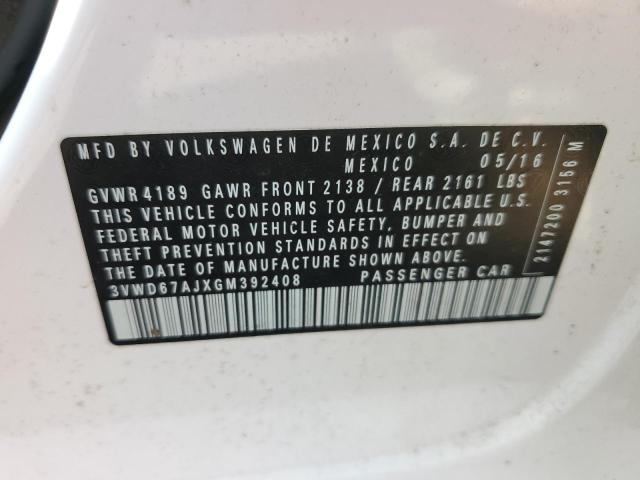 MFD BY VOLKSWAGEN DE MEXICO S.A. DE C.V.
MEXICO 05/16
GVWR 4189 GAWR FRONT 2138 / REAR 2161 LBS
THIS VEHICLE CONFORMS TO ALL APPLICABLE U.S.
FEDERAL MOTOR VEHICLE SAFETY, BUMPER AND
THEFT PREVENTION STANDARDS IN EFFECT ON
THE DATE OF MANUFACTURE SHOWN ABOVE.
3VWD67AJXGM392408 PASSENGER CAR
2147200 3156 M